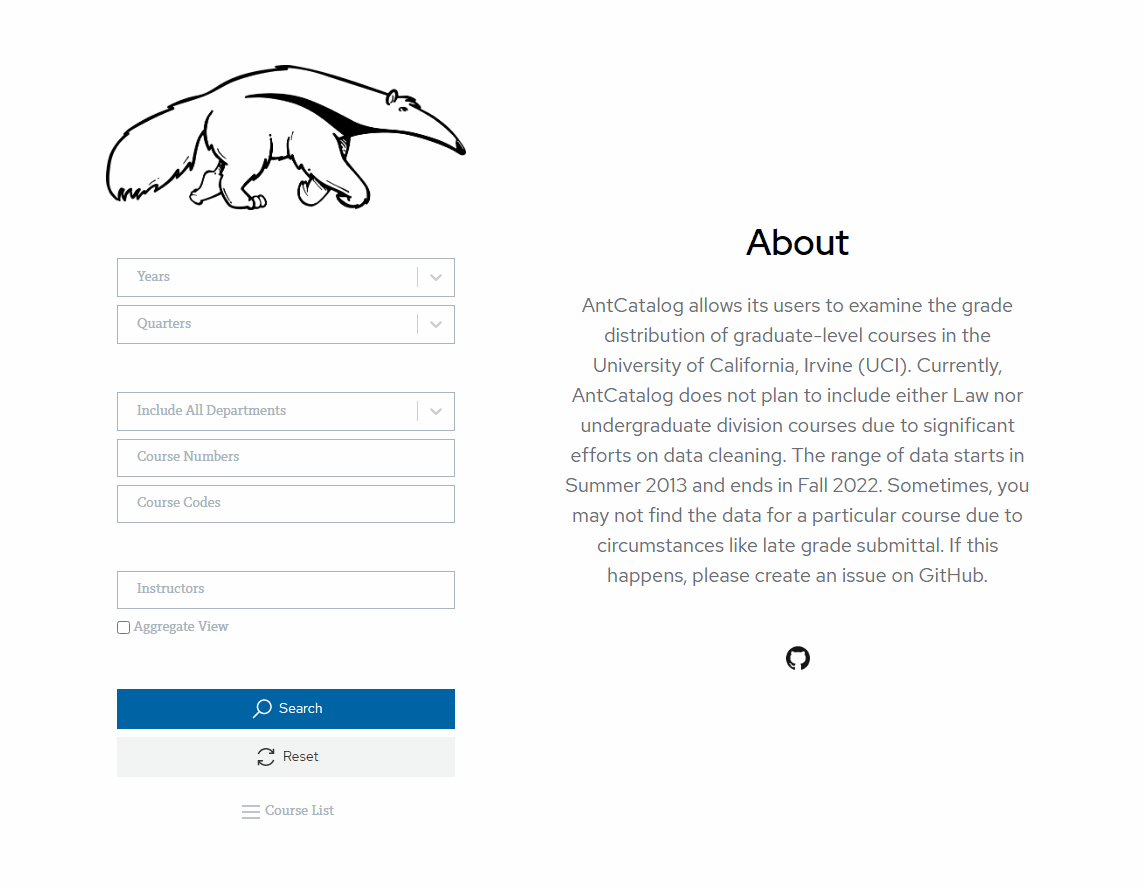 Years
Quarters
Include All Departments
Course Numbers
Course Codes
Instructors
Aggregate View
Search
Reset
Course List
About
AntCatalog allows its users to examine the grade
distribution of graduate-level courses in the
University of California, Irvine (UCI). Currently,
AntCatalog does not plan to include either Law nor
undergraduate division courses due to significant
efforts on data cleaning. The range of data starts in
Summer 2013 and ends in Fall 2022. Sometimes, you
may not find the data for a particular course due to
circumstances like late grade submittal. If this
happens, please create an issue on GitHub.